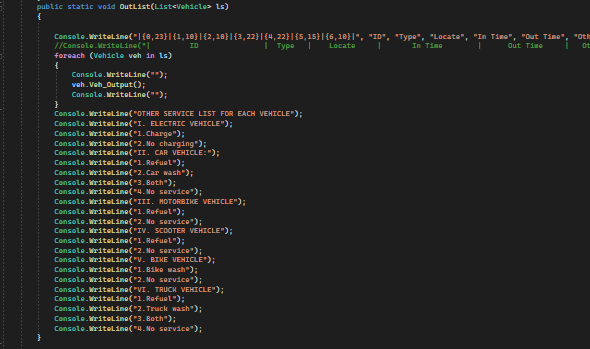 public static void OutList(List<Vehicle> ls)
{
Console.WriteLine("|{0,23}|{1,10}|{2,10}|{3,22}|{4,22}|{5,15}|{6,10}|", "ID", "Type", "Locate", "In Time", "Out Time", "Oth
//Console.WriteLine("| ID | Type | Locate | In Time | Out Time | Ot
foreach (Vehicle veh in ls)
{
Console.WriteLine("");
veh.Veh_Output();
Console.WriteLine("");
}
Console.WriteLine("OTHER SERVICE LIST FOR EACH VEHICLE");
Console.WriteLine("I. ELECTRIC VEHICLE");
Console.WriteLine("1.Charge");
Console.WriteLine("2.No charging");
Console.WriteLine("II. CAR VEHICLE:");
Console.WriteLine("1.Refuel");
Console.WriteLine("2.Car wash");
Console.WriteLine("3.Both");
Console.WriteLine("4.No service");
Console.WriteLine("III. MOTORBIKE VEHICLE");
Console.WriteLine("1.Refuel");
Console.WriteLine("2.No service");
Console.WriteLine("IV. SCOOTER VEHICLE");
Console.WriteLine("1.Refuel");
Console.WriteLine("2.No service");
Console.WriteLine("V. BIKE VEHICLE");
Console.WriteLine("1.Bike wash");
Console.WriteLine("2.No service");
Console.WriteLine("VI. TRUCK VEHICLE");
Console.WriteLine("1.Refuel");
Console.WriteLine("2.Truck wash");
Console.WriteLine("3.Both");
Console.WriteLine("4.No service");
}